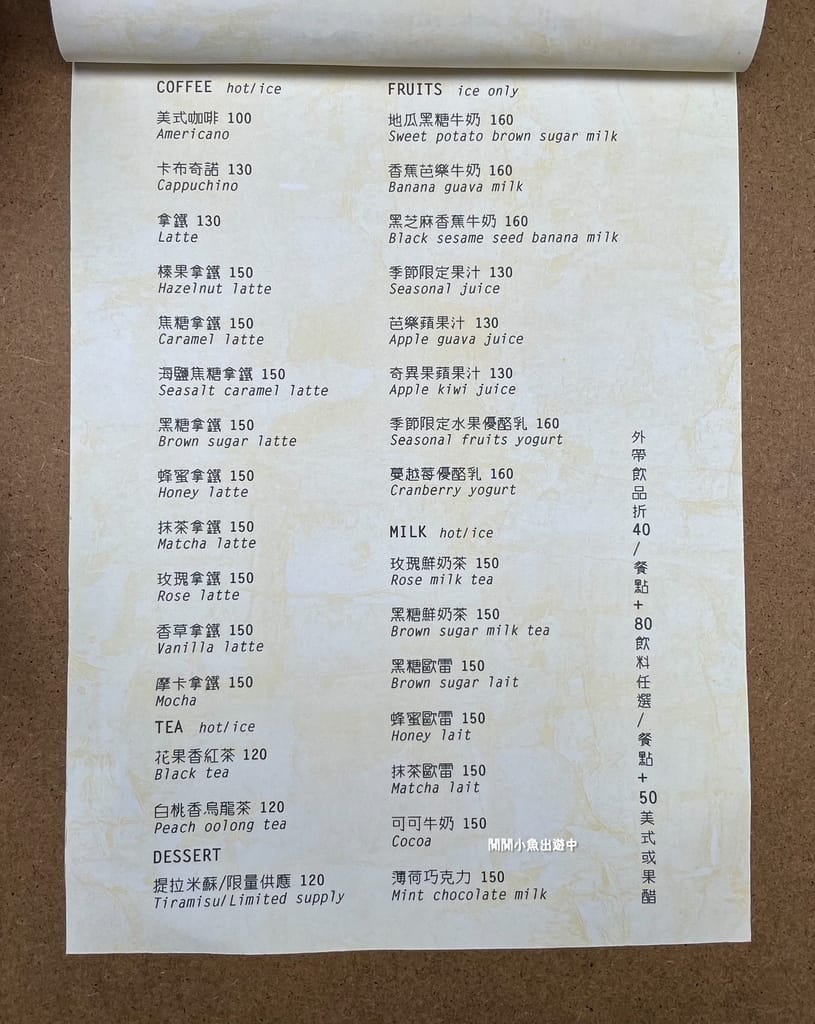 COFFEE hot/ice
美式咖啡 100
Americano
卡布奇諾 130
Cappuchino
拿鐵 130
Latte
榛果拿鐵 150
Hazelnut latte
焦糖拿鐵 150
Caramel latte
海鹽焦糖拿鐵 150
Seasalt caramel latte
黑糖拿鐵 150
Brown sugar latte
蜂蜜拿鐵 150
Honey latte
抹茶拿鐵 150
Matcha latte
玫瑰拿鐵 150
Rose latte
香草拿鐵 150
Vanilla latte
摩卡拿鐵 150
Mocha
TEA hot/ice
花果香紅茶 120
Black tea
白桃香烏龍茶 120
Peach oolong tea
DESSERT
提拉米蘇/限量供應 120
Tiramisu/Limited supply
FRUITS ice only
地瓜黑糖牛奶 160
Sweet potato brown sugar milk
香蕉芭樂牛奶 160
Banana guava milk
黑芝麻香蕉牛奶 160
Black sesame seed banana milk
季節限定果汁 130
Seasonal juice
芭樂蘋果汁 130
Apple guava juice
奇異果蘋果汁 130
Apple kiwi juice
季節限定水果優酪乳 160
Seasonal fruits yogurt
蔓越莓優酪乳 160
Cranberry yogurt
MILK hot/ice
玫瑰鮮奶茶 150
Rose milk tea
黑糖鮮奶茶 150
Brown sugar milk tea
黑糖歐雷 150
Brown sugar lait
蜂蜜歐雷 150
Honey lait
抹茶歐雷 150
Matcha lait
可可牛奶 150
Cocoa
薄荷巧克力 150
Mint chocolate milk
外帶飲品折40/餐點+80飲料任選/餐點+50美式或果醋
閒閒小魚出遊中